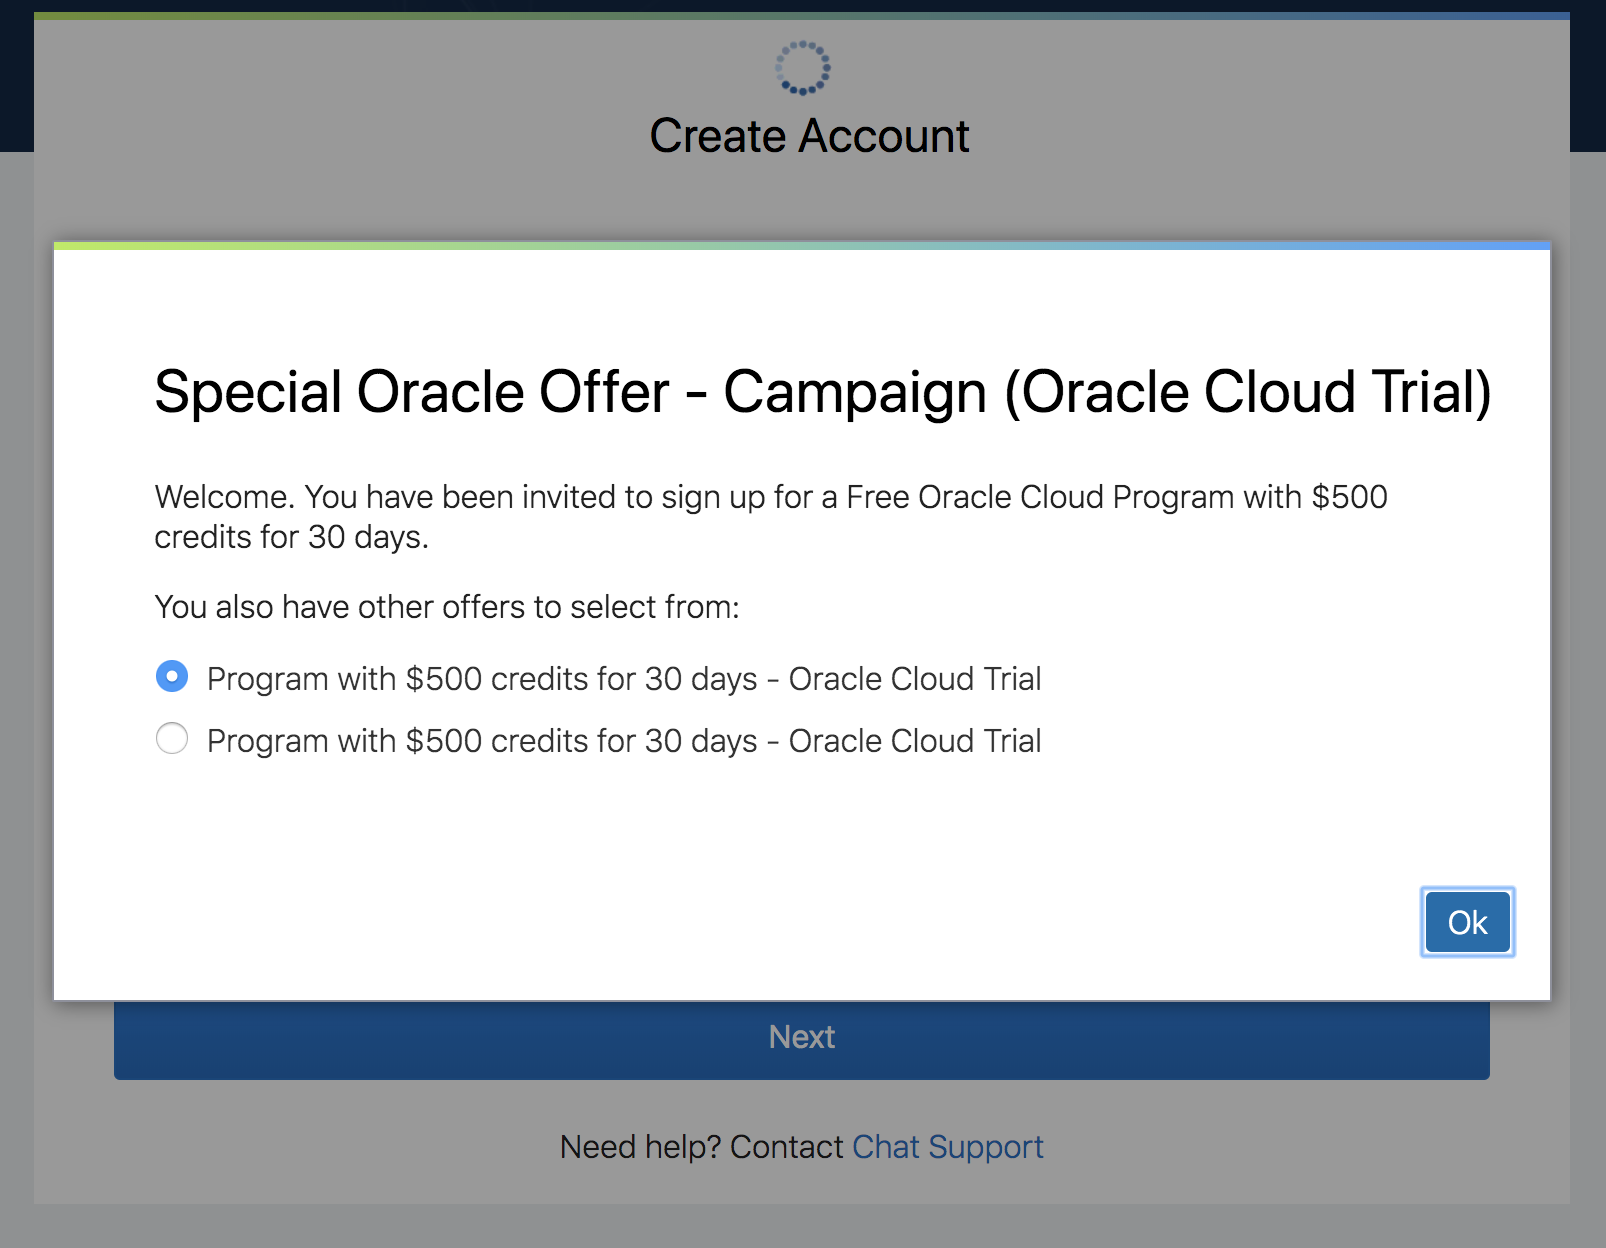 Create Account
Special Oracle Offer - Campaign (Oracle Cloud Trial)
Welcome. You have been invited to sign up for a Free Oracle Cloud Program with $500
credits for 30 days.
You also have other offers to select from:
Program with $500 credits for 30 days - Oracle Cloud Trial
Program with $500 credits for 30 days - Oracle Cloud Trial
Ok
Next
Need help? Contact Chat Support